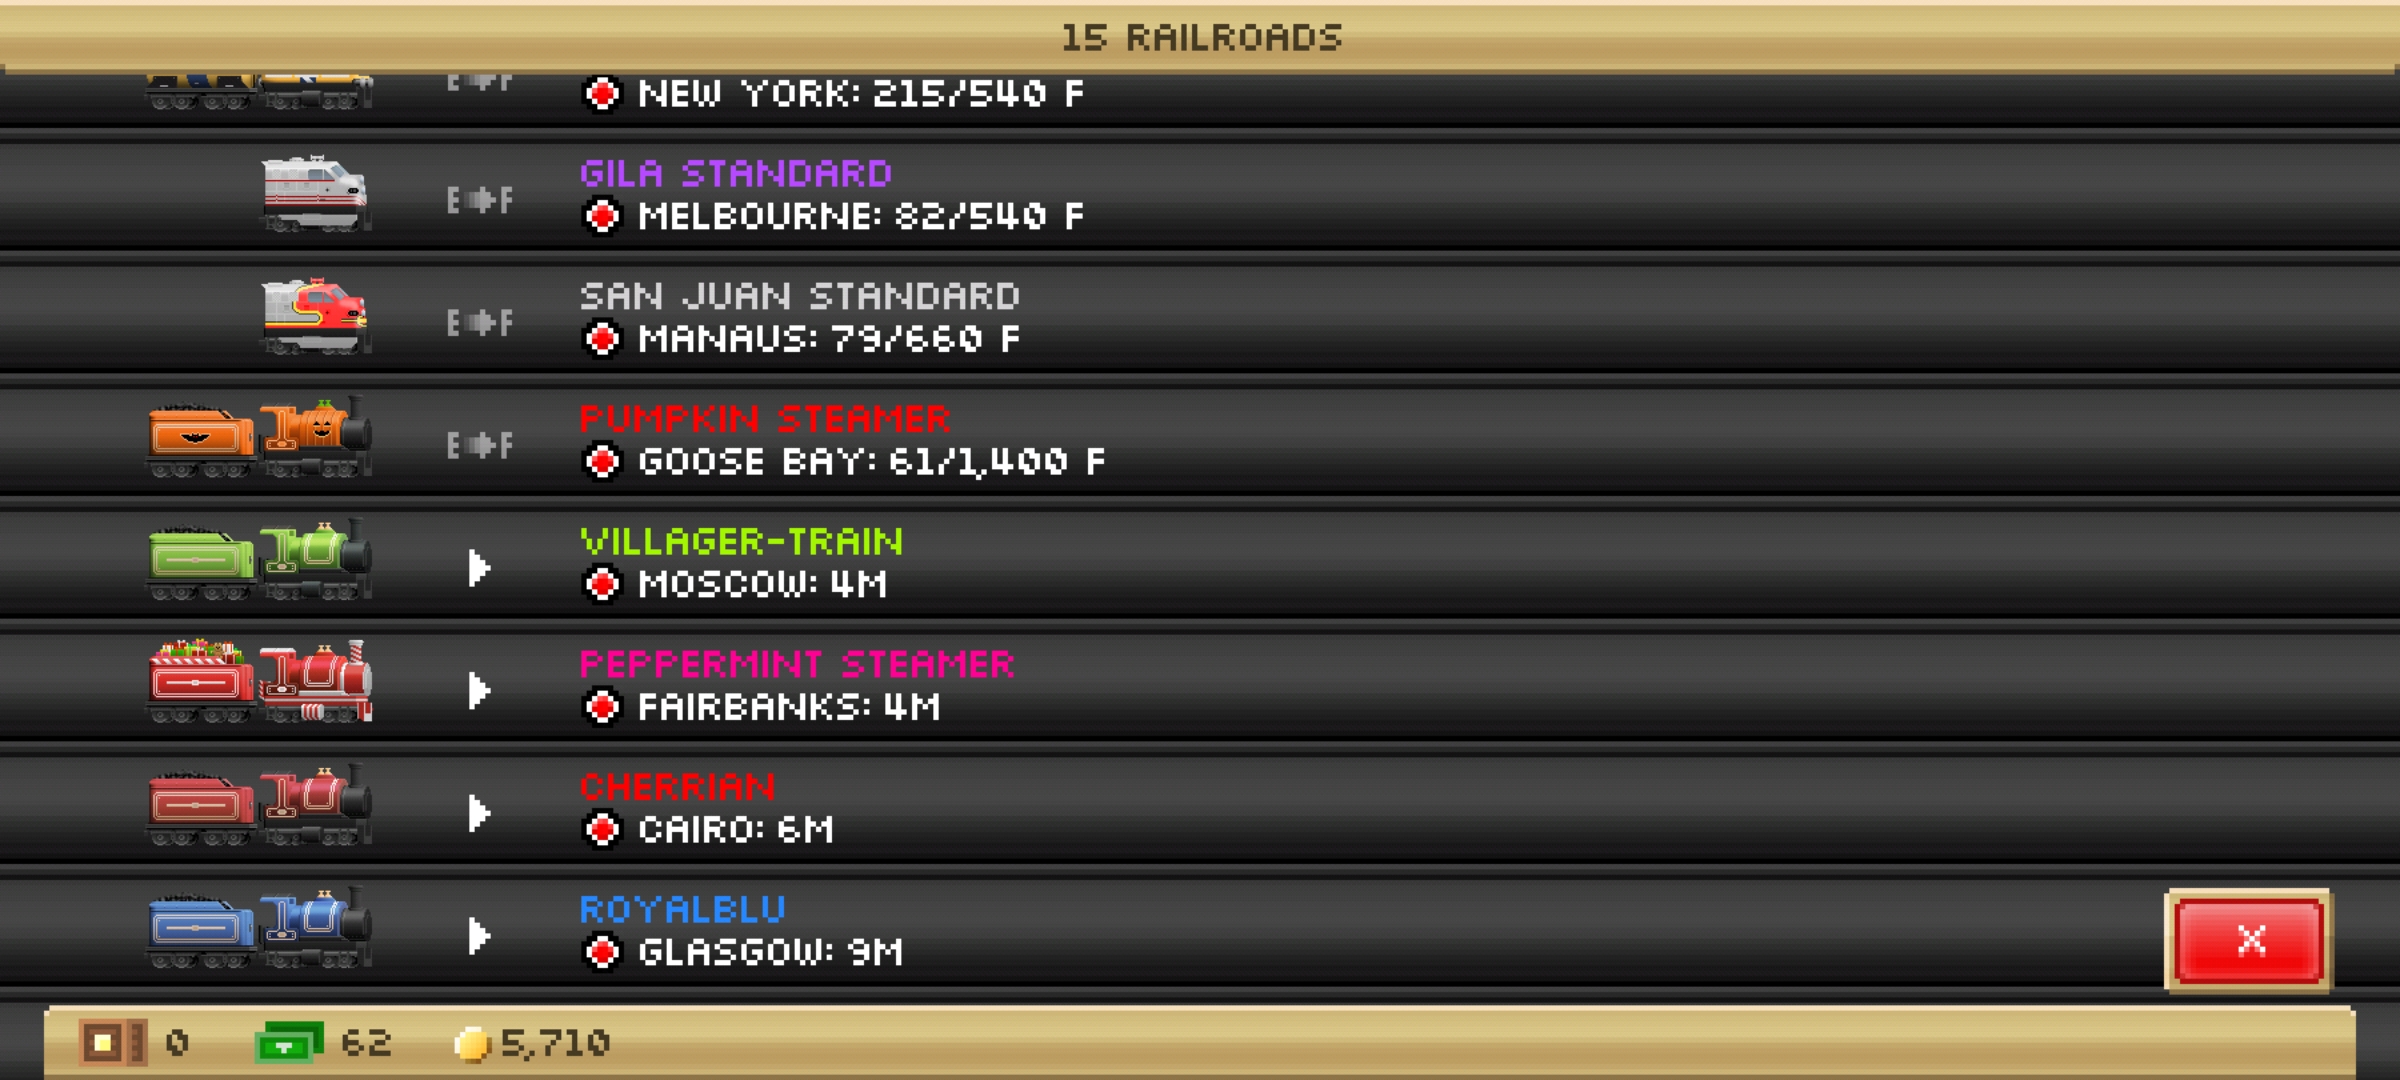 15 RAILROADS
E F
NEW YORK: 215/540 F
GILA STANDARD
E F
MELBOURNE: 82/540 F
SAN JUAN STANDARD
E F
MANAUS: 79/660 F
PUMPKIN STEAMER
E F
GOOSE BAY: 61/1,400 F
VILLAGER-TRAIN
MOSCOW: 4M
PEPPERMINT STEAMER
FAIRBANKS: 4M
CHERRIAN
CAIRO: 6M
ROYALBLU
GLASGOW: 9M
X
0 62 5,710